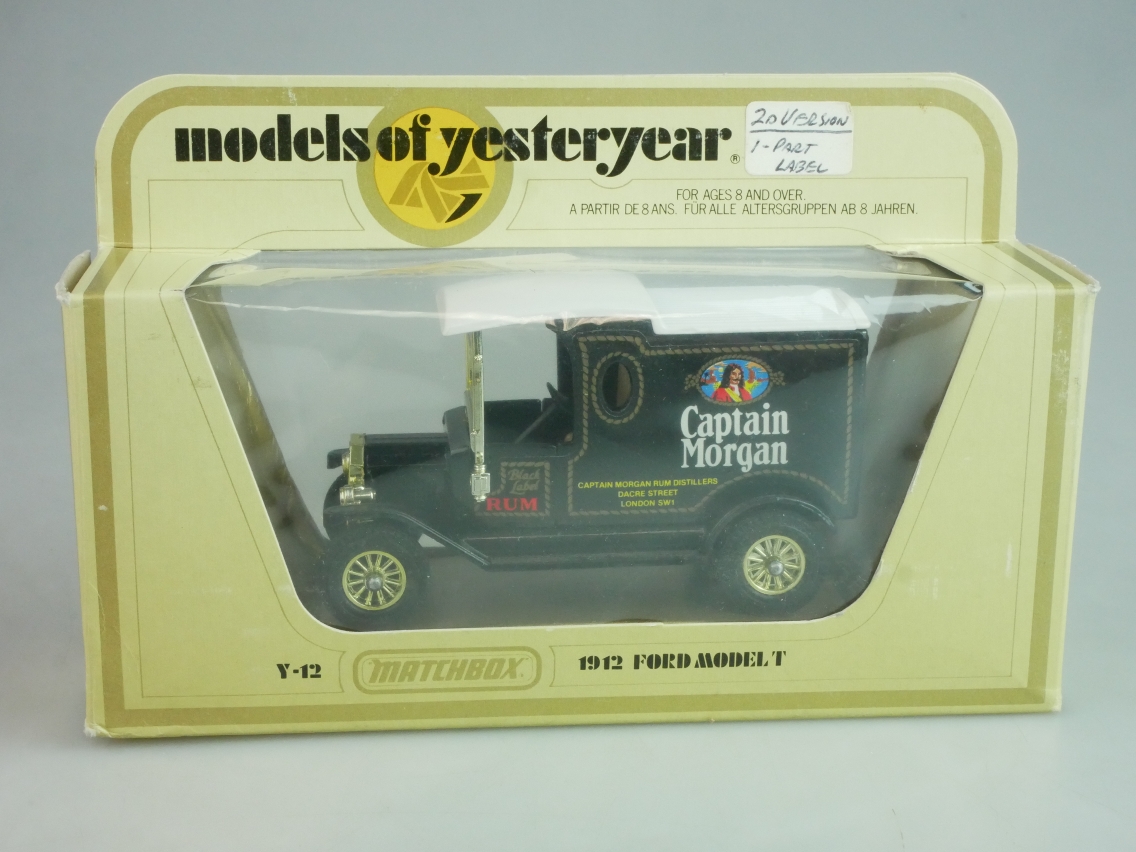 models of yesteryear®
2D VERSION
1-PART
LABEL
FOR AGES 8 AND OVER.
A PARTIR DE 8 ANS. FÜR ALLE ALTERSGRUPPEN AB 8 JAHREN.
Captain
Morgan
Black
Label
RUM
CAPTAIN MORGAN RUM DISTILLERS
DACRE STREET
LONDON SW1
Y-12
MATCHBOX
1912 FORD MODEL T